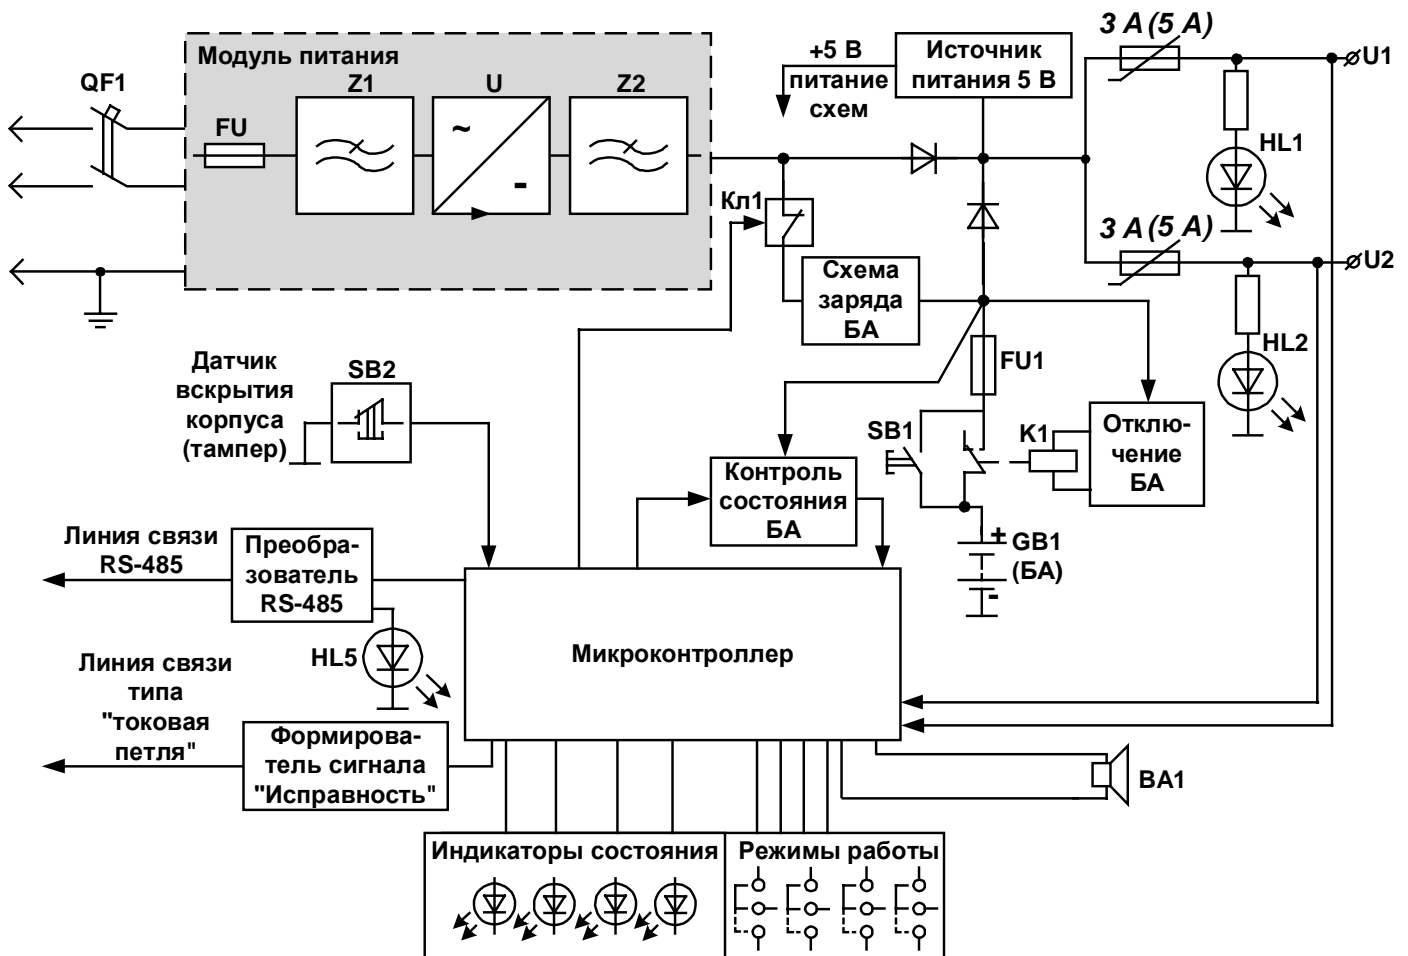 3 А (5 А)
+5 В
питание
схем
Источник
питания 5 В
U1
Модуль питания
QF1
Z1
U
Z2
FU
~
-
HL1
Кл1
3 А (5 А)
U2
Схема
заряда
БА
HL2
FU1
Датчик
вскрытия
корпуса
(тампер)
SB2
SB1
К1
Отклю-
чение
БА
Контроль
состояния
БА
+
GB1
(БА)
-
Линия связи
RS-485
Преобра-
зователь
RS-485
HL5
Микроконтроллер
Линия связи
типа
"токовая
петля"
Формирова-
тель сигнала
"Исправность"
BA1
Индикаторы состояния
Режимы работы